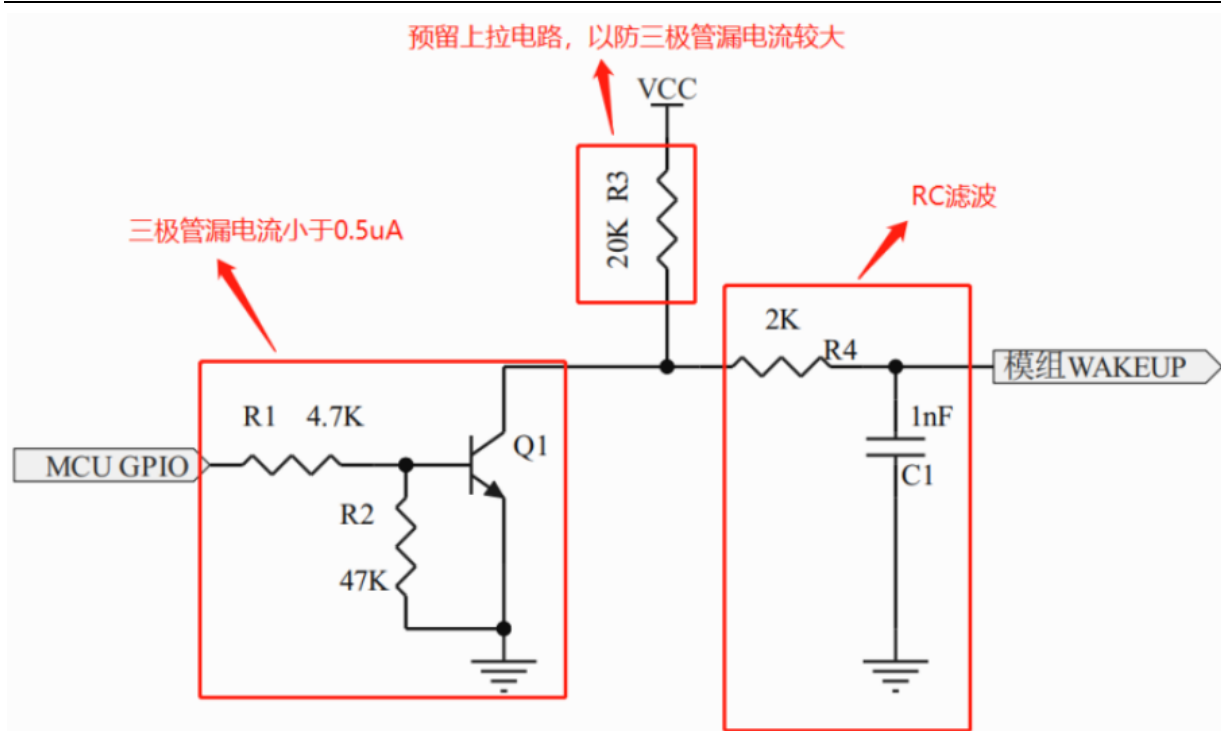 预留上拉电路，以防三极管漏电流较大
VCC
20K R3
RC滤波
三极管漏电流小于0.5uA
2K
R4
模组WAKEUP
R1 4.7K
1nF
Q1
MCU GPIO
C1
R2
47K